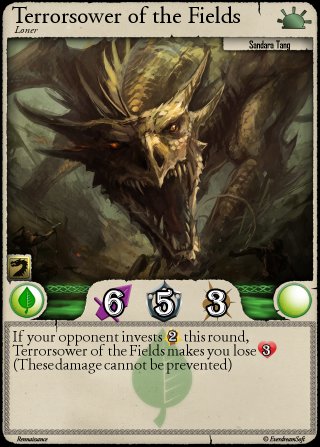 Terrorsower of the Fields
Loner
Sandara Tang
6 5 3
If your opponent invests 2 this round,
Terrorsower of the Fields makes you lose 3
(These damage cannot be prevented)
Rennaissance © EverdreamSoft